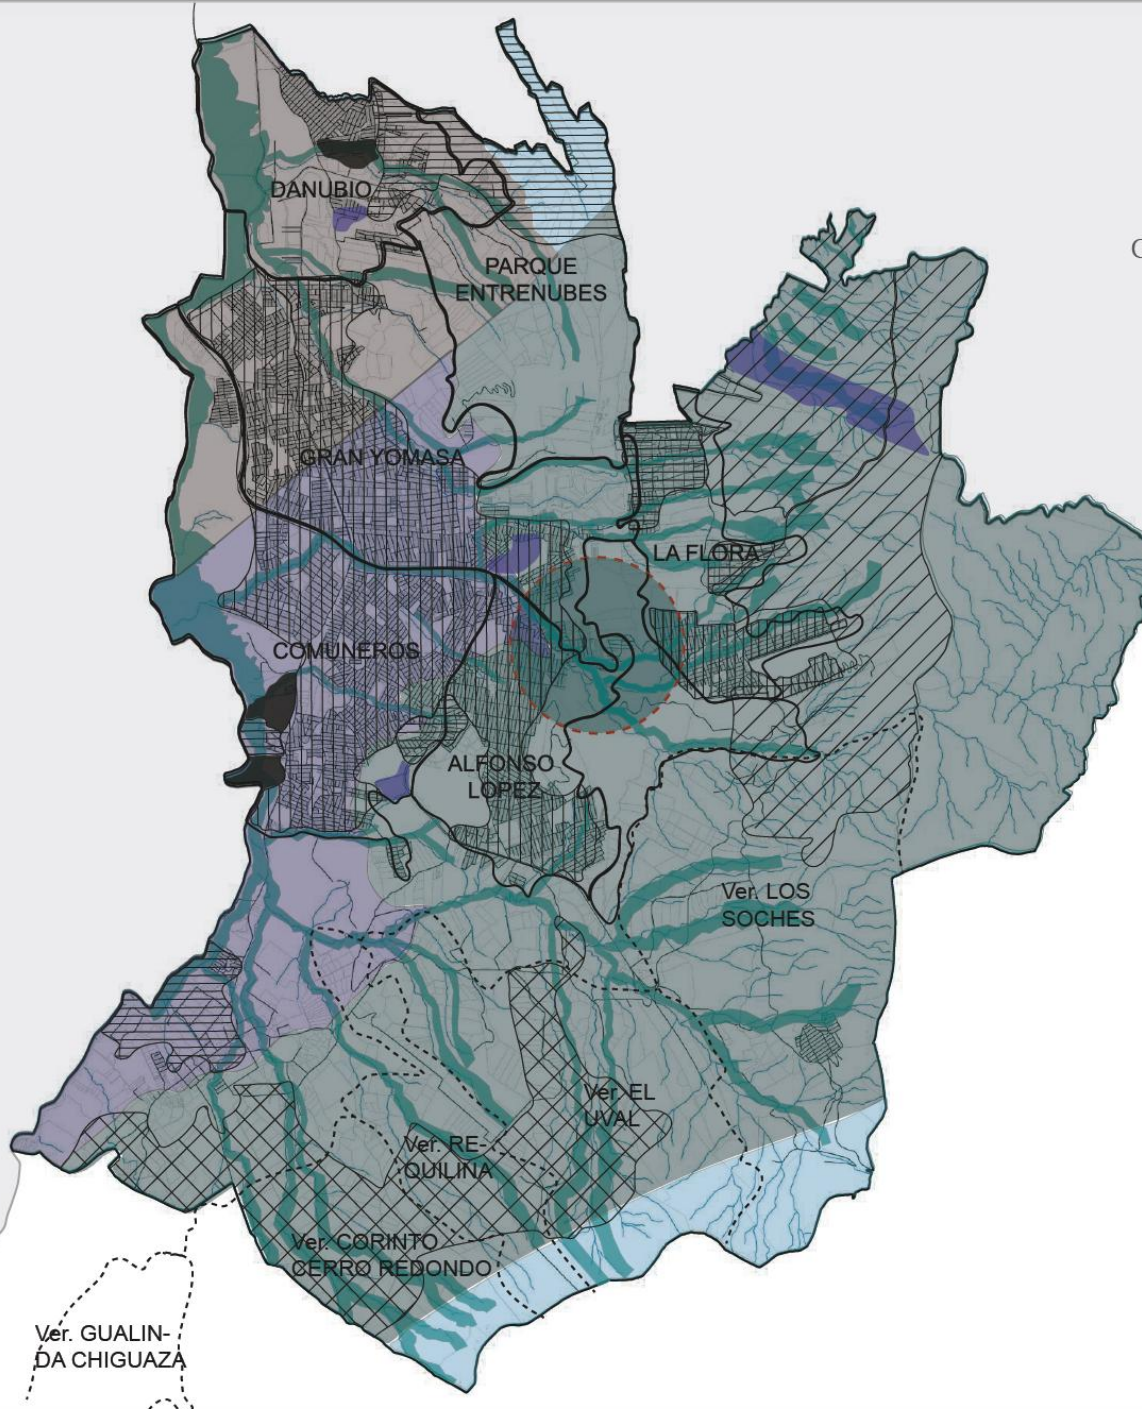 DANUBIO
PARQUE
ENTRENUBES
GRAN YOMASA
LA FLORA
COMUNEROS
ALFONSO
LOPEZ
Ver. LOS
SOCHES
Ver. EL
UVAL
Ver. RE-
QUILINA
Ver. CORINTO
CERRO REDONDO
Ver. GUALIN-
DA CHIGUAZA